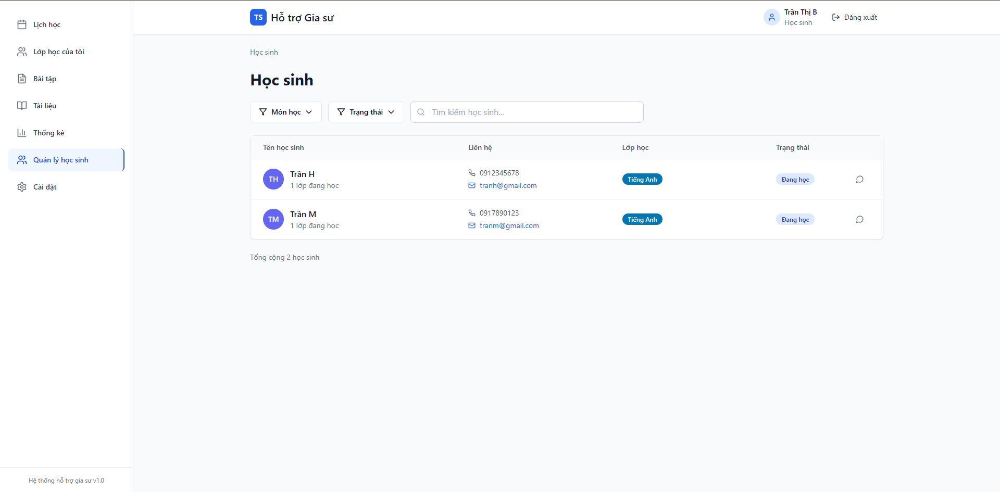 Lịch học
Lớp học của tôi
Bài tập
Tài liệu
Thống kê
Quản lý học sinh
Cài đặt
Hệ thống hỗ trợ gia sư v1.0
TS Hỗ trợ Gia sư
Trần Thị B
Học sinh
Đăng xuất
Học sinh
Học sinh
Môn học
Trạng thái
Tìm kiếm học sinh...
Tên học sinh Liên hệ Lớp học Trạng thái
TH Trần H
1 lớp đang học
0912345678
tranh@gmail.com
Tiếng Anh
Đang học
TM Trần M
1 lớp đang học
0917890123
tranm@gmail.com
Tiếng Anh
Đang học
Tổng cộng 2 học sinh